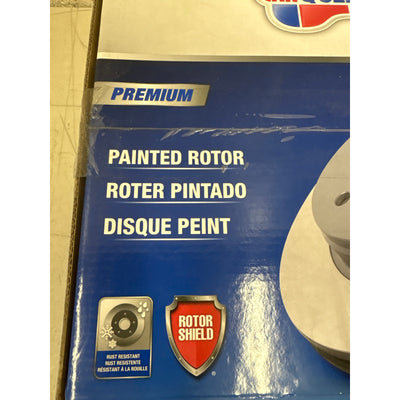 PREMIUM
PAINTED ROTOR
ROTER PINTADO
DISQUE PEINT
RUST RESISTANT
RUST RESISTENTE
RÉSISTANT À LA ROUILLE
ROTOR
SHIELD
®